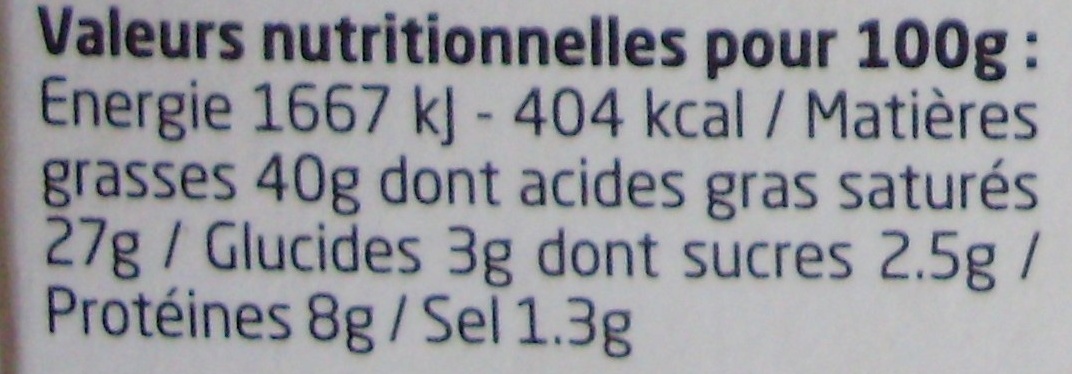 Valeurs nutritionnelles pour 100g :
Energie 1667 kJ - 404 kcal / Matières
grasses 40g dont acides gras saturés
27g / Glucides 3g dont sucres 2.5g /
Protéines 8g / Sel 1.3g